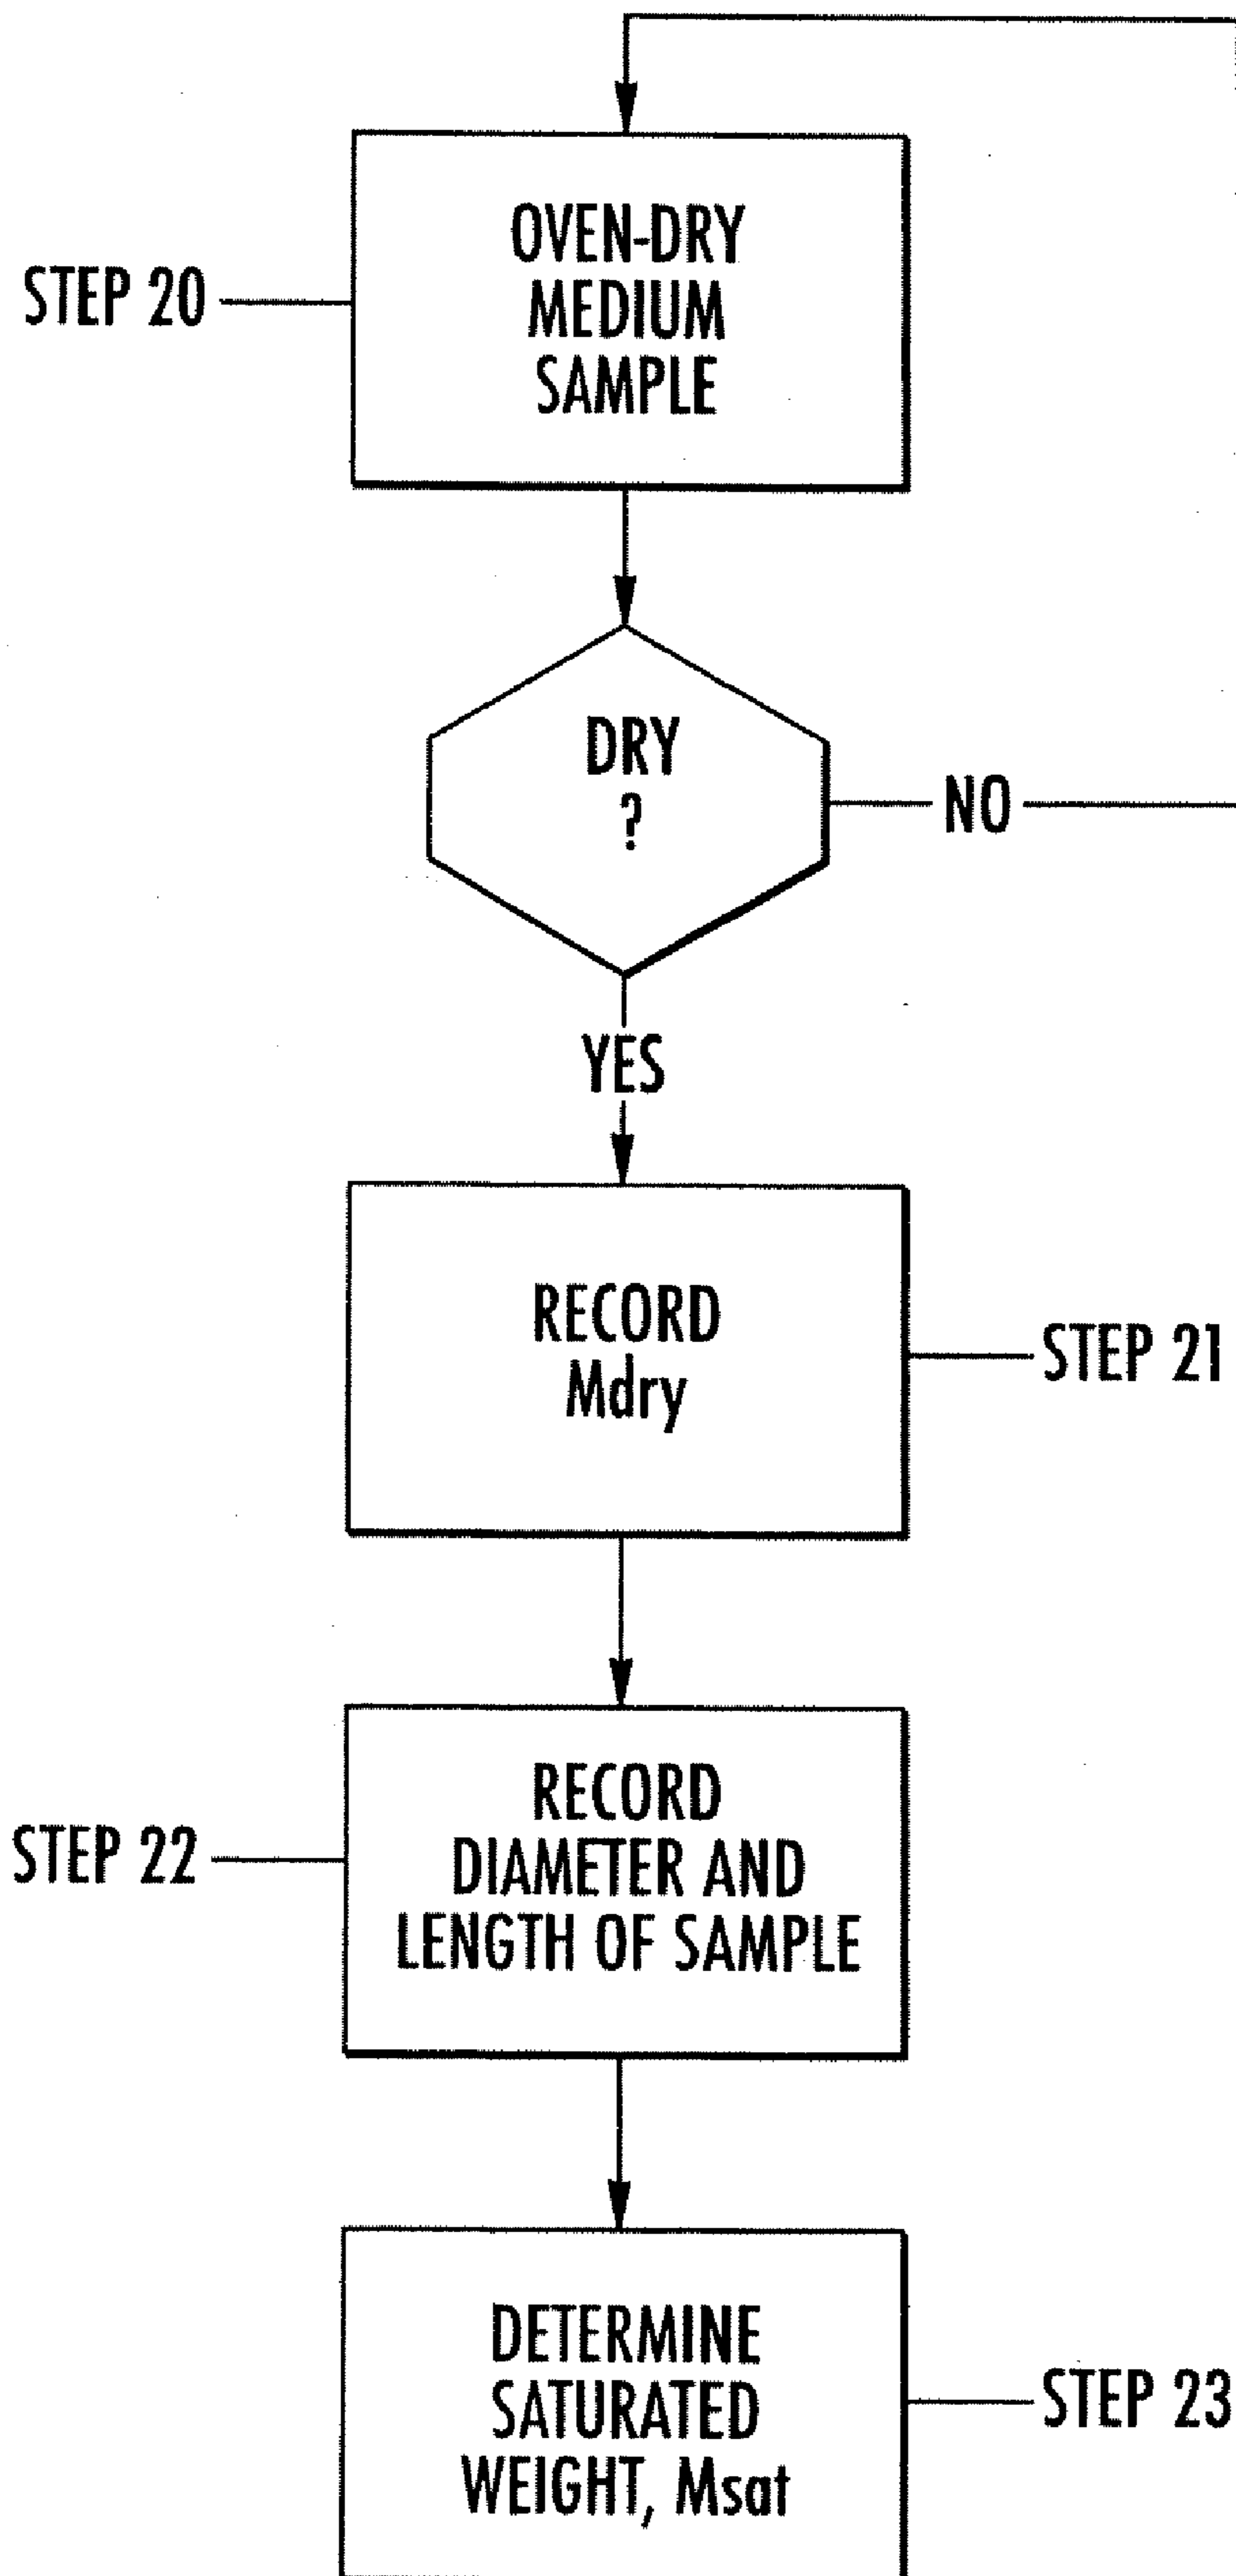 OVEN-DRY
MEDIUM
SAMPLE
STEP 20
DRY
?
NO
YES
RECORD
Mdry
STEP 21
RECORD
DIAMETER AND
LENGTH OF SAMPLE
STEP 22
DETERMINE
SATURATED
WEIGHT, Msat
STEP 23